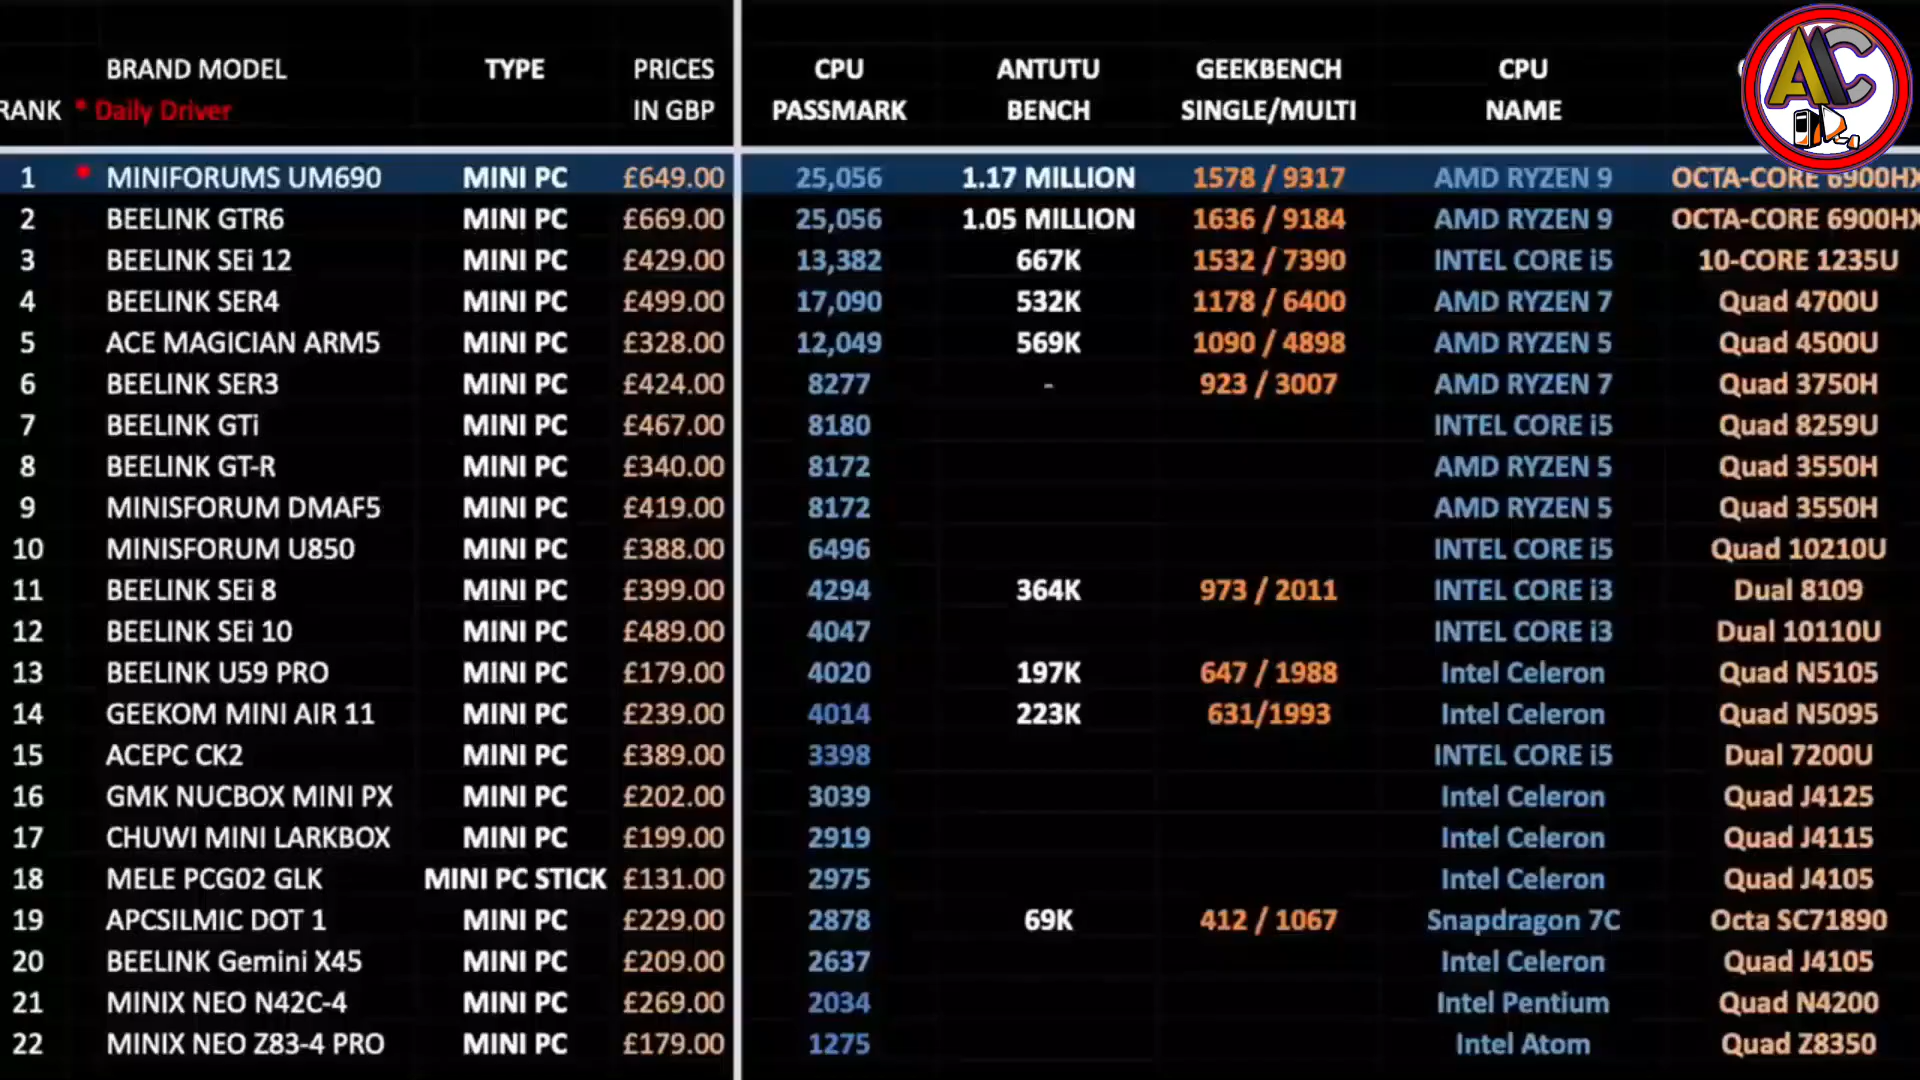 BRAND MODEL TYPE PRICES CPU ANTUTU GEEKBENCH CPU
RANK * Daily Driver IN GBP PASSMARK BENCH SINGLE/MULTI NAME
1 * MINIFORUMS UM690 MINI PC £649.00 25,056 1.17 MILLION 1578 / 9317 AMD RYZEN 9 OCTA-CORE 6900HX
2 BEELINK GTR6 MINI PC £669.00 25,056 1.05 MILLION 1636 / 9184 AMD RYZEN 9 OCTA-CORE 6900HX
3 BEELINK SEi 12 MINI PC £429.00 13,382 667K 1532 / 7390 INTEL CORE i5 10-CORE 1235U
4 BEELINK SER4 MINI PC £499.00 17,090 532K 1178 / 6400 AMD RYZEN 7 Quad 4700U
5 ACE MAGICIAN ARM5 MINI PC £328.00 12,049 569K 1090 / 4898 AMD RYZEN 5 Quad 4500U
6 BEELINK SER3 MINI PC £424.00 8277 - 923 / 3007 AMD RYZEN 7 Quad 3750H
7 BEELINK GTi MINI PC £467.00 8180 INTEL CORE i5 Quad 8259U
8 BEELINK GT-R MINI PC £340.00 8172 AMD RYZEN 5 Quad 3550H
9 MINISFORUM DMAF5 MINI PC £419.00 8172 AMD RYZEN 5 Quad 3550H
10 MINISFORUM U850 MINI PC £388.00 6496 INTEL CORE i5 Quad 10210U
11 BEELINK SEi 8 MINI PC £399.00 4294 364K 973 / 2011 INTEL CORE i3 Dual 8109
12 BEELINK SEi 10 MINI PC £489.00 4047 INTEL CORE i3 Dual 10110U
13 BEELINK U59 PRO MINI PC £179.00 4020 197K 647 / 1988 Intel Celeron Quad N5105
14 GEEKOM MINI AIR 11 MINI PC £239.00 4014 223K 631/1993 Intel Celeron Quad N5095
15 ACEPC CK2 MINI PC £389.00 3398 INTEL CORE i5 Dual 7200U
16 GMK NUCBOX MINI PX MINI PC £202.00 3039 Intel Celeron Quad J4125
17 CHUWI MINI LARKBOX MINI PC £199.00 2919 Intel Celeron Quad J4115
18 MELE PCG02 GLK MINI PC STICK £131.00 2975 Intel Celeron Quad J4105
19 APCSILMIC DOT 1 MINI PC £229.00 2878 69K 412 / 1067 Snapdragon 7C Octa SC71890
20 BEELINK Gemini X45 MINI PC £209.00 2637 Intel Celeron Quad J4105
21 MINIX NEO N42C-4 MINI PC £269.00 2034 Intel Pentium Quad N4200
22 MINIX NEO Z83-4 PRO MINI PC £179.00 1275 Intel Atom Quad Z8350